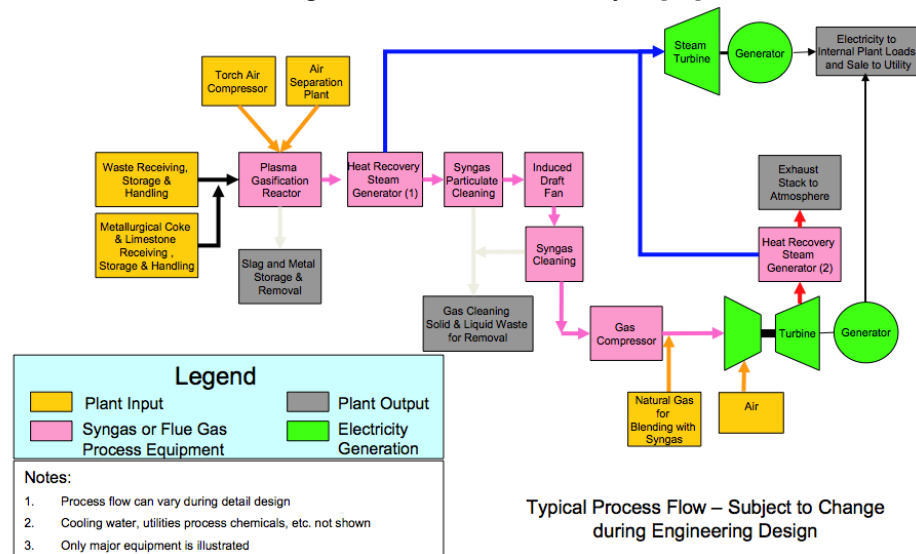 Steam
Turbine
Generator
Electricity to
Internal Plant Loads
and Sale to Utility
Torch Air
Compressor
Air
Separation
Plant
Waste Receiving,
Storage &
Handling
Plasma
Gasification
Reactor
Heat Recovery
Steam
Generator (1)
Syngas
Particulate
Cleaning
Induced
Draft
Fan
Exhaust
Stack to
Atmosphere
Metallurgical Coke
& Limestone
Receiving ,
Storage & Handling
Slag and Metal
Storage &
Removal
Syngas
Cleaning
Heat Recovery
Steam
Generator (2)
Gas Cleaning
Solid & Liquid Waste
for Removal
Gas
Compressor
Turbine
Generator
Natural Gas
for
Blending with
Syngas
Air
Legend
Plant Input
Plant Output
Syngas or Flue Gas
Process Equipment
Electricity
Generation
Notes:
1. Process flow can vary during detail design
2. Cooling water, utilities process chemicals, etc. not shown
3. Only major equipment is illustrated
Typical Process Flow – Subject to Change
during Engineering Design